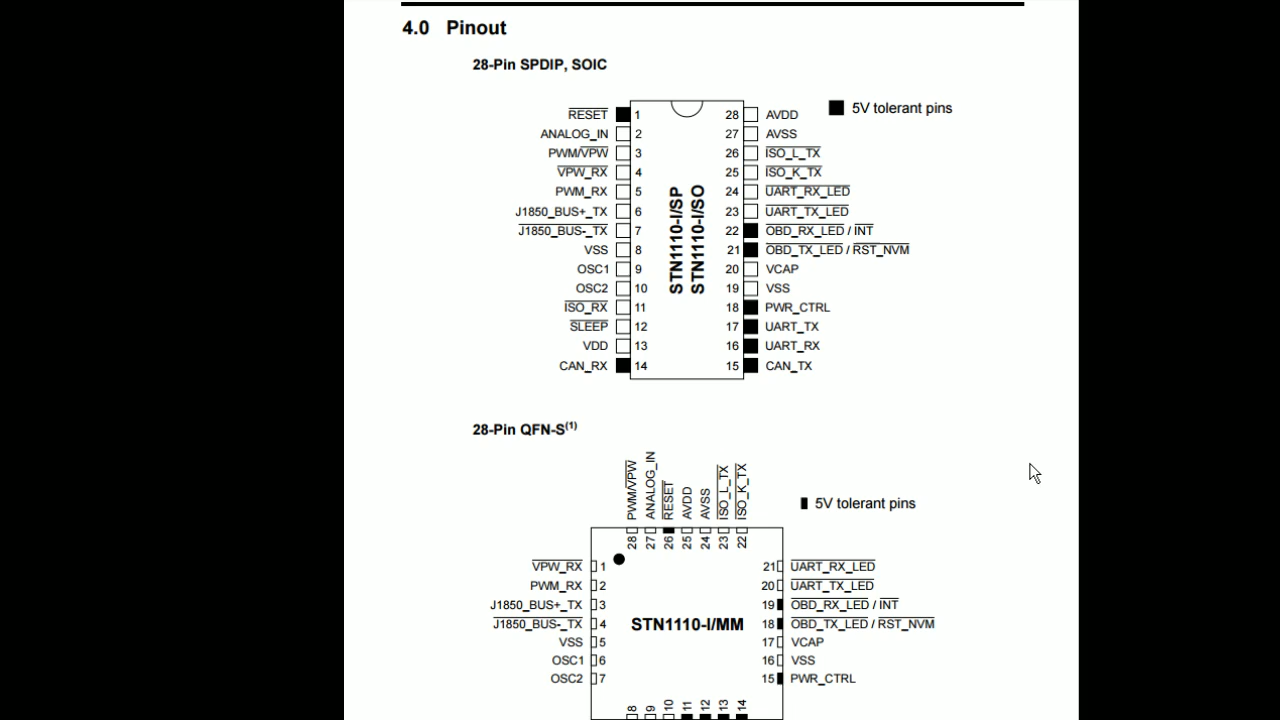 4.0 Pinout
28-Pin SPDIP, SOIC
5V tolerant pins
RESET 1 28 AVDD
ANALOG_IN 2 27 AVSS
PWM/VPW 3 26 ISO_L_TX
VPW_RX 4 25 ISO_K_TX
PWM_RX 5 24 UART_RX_LED
J1850_BUS+_TX 6 23 UART_TX_LED
J1850_BUS-_TX 7 22 OBD_RX_LED / INT
VSS 8 21 OBD_TX_LED / RST_NVM
OSC1 9 20 VCAP
OSC2 10 19 VSS
ISO_RX 11 18 PWR_CTRL
SLEEP 12 17 UART_TX
VDD 13 16 UART_RX
CAN_RX 14 15 CAN_TX
STN1110-I/SP
STN1110-I/SO
28-Pin QFN-S(1)
PWM/VPW
ANALOG_IN
RESET
AVDD
AVSS
ISO_L_TX
ISO_K_TX
5V tolerant pins
28 27 26 25 24 23 22
VPW_RX 1 21 UART_RX_LED
PWM_RX 2 20 UART_TX_LED
J1850_BUS+_TX 3 19 OBD_RX_LED / INT
J1850_BUS-_TX 4 STN1110-I/MM 18 OBD_TX_LED / RST_NVM
VSS 5 17 VCAP
OSC1 6 16 VSS
OSC2 7 15 PWR_CTRL
8 9 10 11 12 13 14